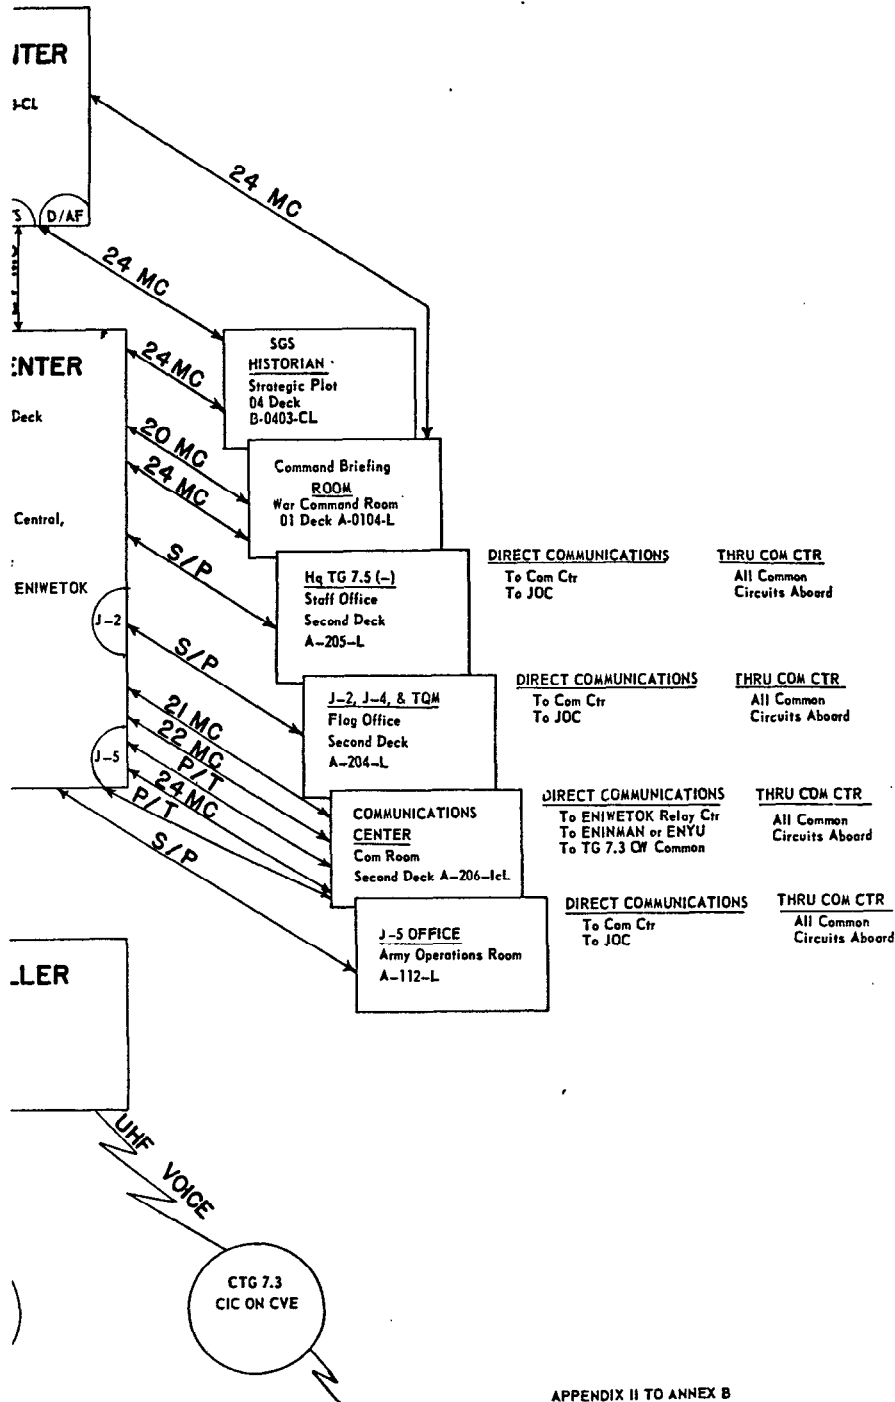 ITER
-CL
24 MC
S
D/AF
24 MC
SGS
HISTORIAN
Strategic Plot
04 Deck
B-0403-CL
ENTER
24 MC
Deck
20 MC
24 MC
Command Briefing
ROOM
War Command Room
01 Deck A-0104-L
Central,
S/P
ENIWETOK
J-2
Hq TG 7.5 (-)
Staff Office
Second Deck
A-205-L
DIRECT COMMUNICATIONS
To Com Ctr
To JOC
THRU COM CTR
All Common
Circuits Aboard
S/P
J-2, J-4, & TQM
Flag Office
Second Deck
A-204-L
DIRECT COMMUNICATIONS
To Com Ctr
To JOC
THRU COM CTR
All Common
Circuits Aboard
21 MC
22 MC
P/T
24 MC
J-5
P/T
S/P
COMMUNICATIONS
CENTER
Com Room
Second Deck A-206-IcL
DIRECT COMMUNICATIONS
To ENIWETOK Relay Ctr
To ENINMAN or ENYU
To TG 7.3 CW Common
THRU COM CTR
All Common
Circuits Aboard
J-5 OFFICE
Army Operations Room
A-112-L
DIRECT COMMUNICATIONS
To Com Ctr
To JOC
THRU COM CTR
All Common
Circuits Aboard
LLER
UHF VOICE
CTG 7.3
CIC ON CVE
APPENDIX II TO ANNEX B